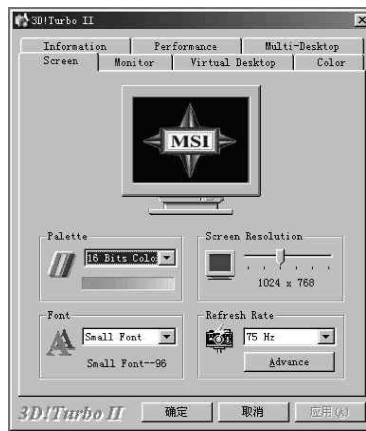 3D!Turbo II
Information Performance Multi-Desktop
Screen Monitor Virtual Desktop Color
MSI
Palette
16 Bits Colo
Screen Resolution
1024 x 768
Font
Small Font
Small Font--96
Refresh Rate
75 Hz
Advance
3D!Turbo II
确定 取消 应用(A)